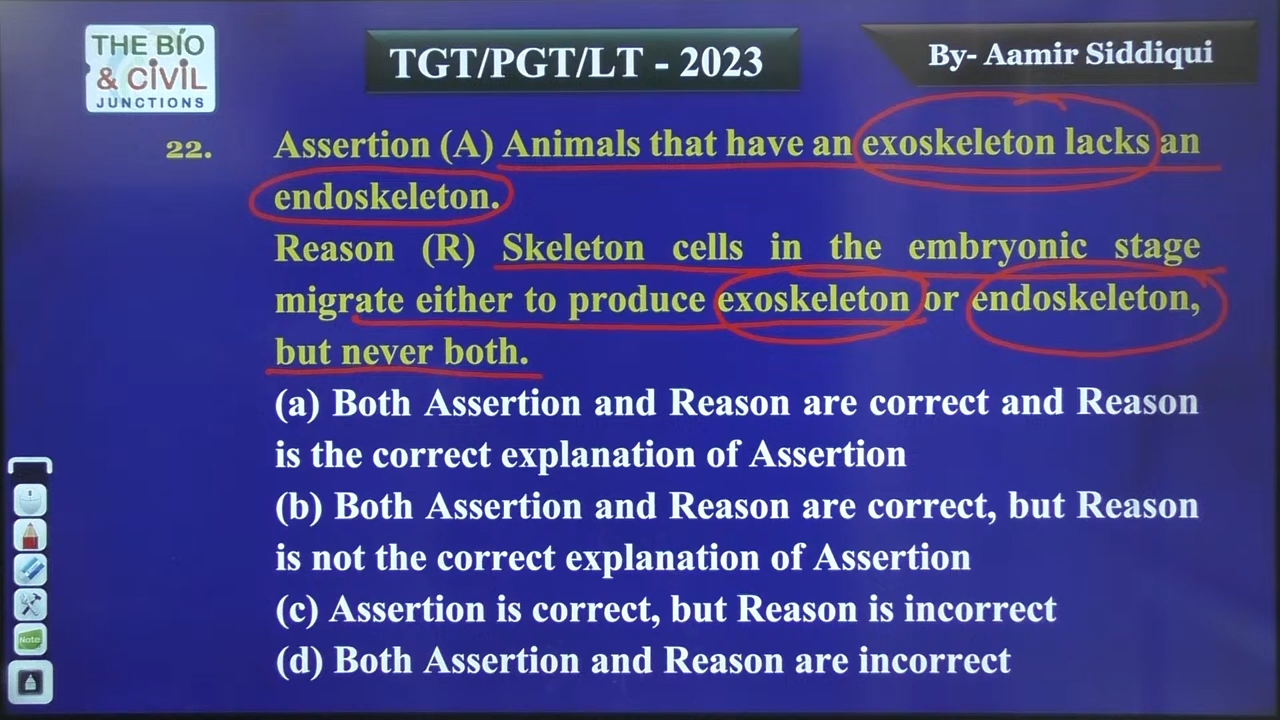 THE BÍO
& CÍVÍL
JUNCTIONS
TGT/PGT/LT - 2023
By- Aamir Siddiqui
22. Assertion (A) Animals that have an exoskeleton lacks an
endoskeleton.
Reason (R) Skeleton cells in the embryonic stage
migrate either to produce exoskeleton or endoskeleton,
but never both.
(a) Both Assertion and Reason are correct and Reason
is the correct explanation of Assertion
(b) Both Assertion and Reason are correct, but Reason
is not the correct explanation of Assertion
(c) Assertion is correct, but Reason is incorrect
(d) Both Assertion and Reason are incorrect
Note